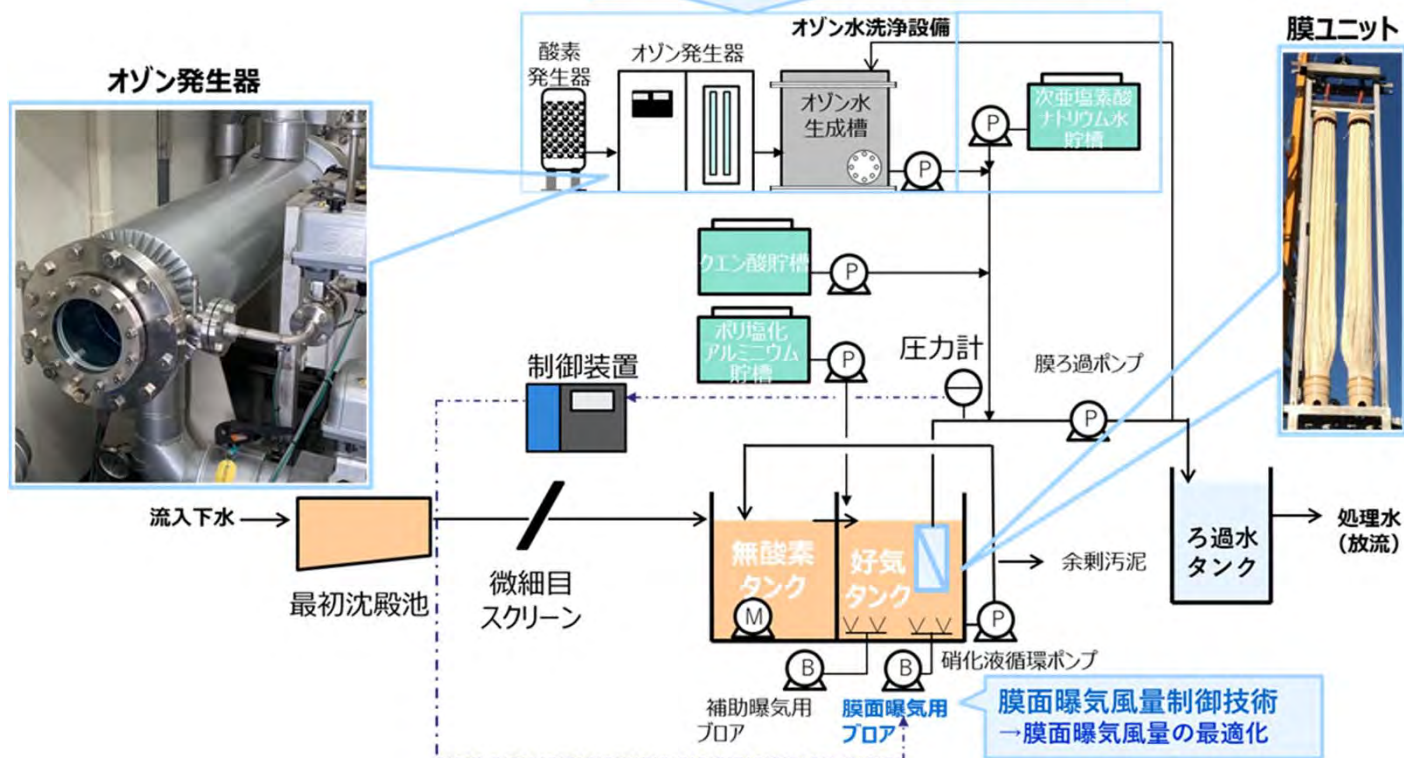 オゾン水洗浄設備
膜ユニット
オゾン発生器
酸素
発生器
オゾン発生器
オゾン水
生成槽
次亜塩素酸
ナトリウム水
貯槽
P
P
クエン酸貯槽
P
ポリ塩化
アルミニウム
貯槽
P
圧力計
制御装置
膜ろ過ポンプ
P
流入下水
最初沈殿池
微細目
スクリーン
無酸素
タンク
M
好気
タンク
余剰汚泥
P
硝化液循環ポンプ
ろ過水
タンク
処理水
(放流)
B
補助曝気用
ブロア
B
膜面曝気用
ブロア
膜面曝気風量制御技術
→膜面曝気風量の最適化